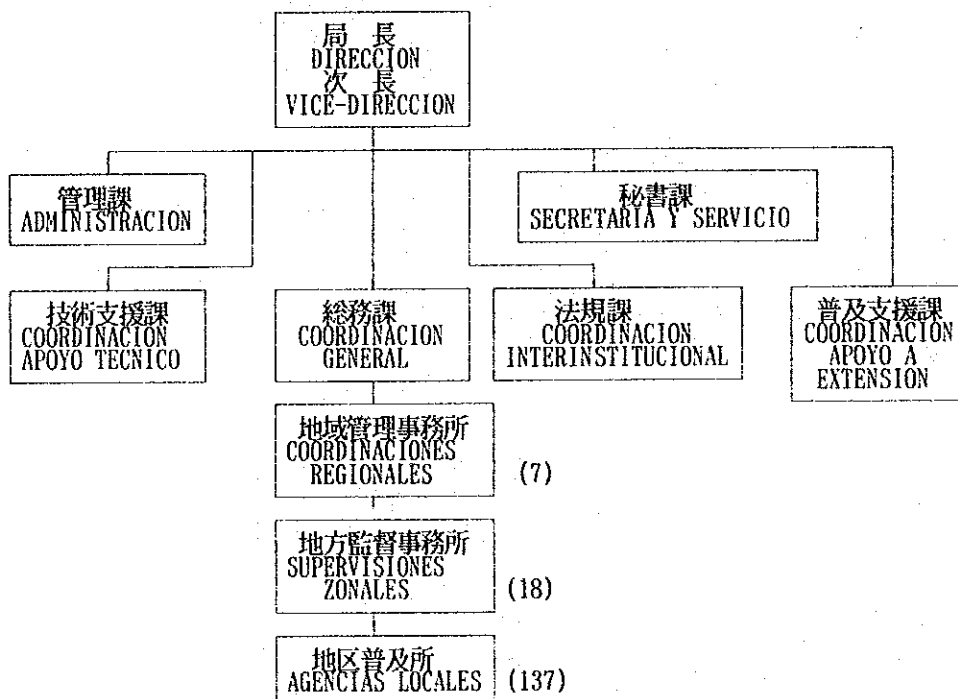 局 長
DIRECCION
次 長
VICE-DIRECCION
管理課
ADMINISTRACION
秘書課
SECRETARIA Y SERVICIO
技術支援課
COORDINACION
APOYO TECNICO
総務課
COORDINACION
GENERAL
法規課
COORDINACION
INTERINSTITUCIONAL
普及支援課
COORDINACION
APOYO A
EXTENSION
地域管理事務所
COORDINACIONES
REGIONALES
(7)
地方監督事務所
SUPERVISIONES
ZONALES
(18)
地区普及所
AGENCIAS LOCALES
(137)